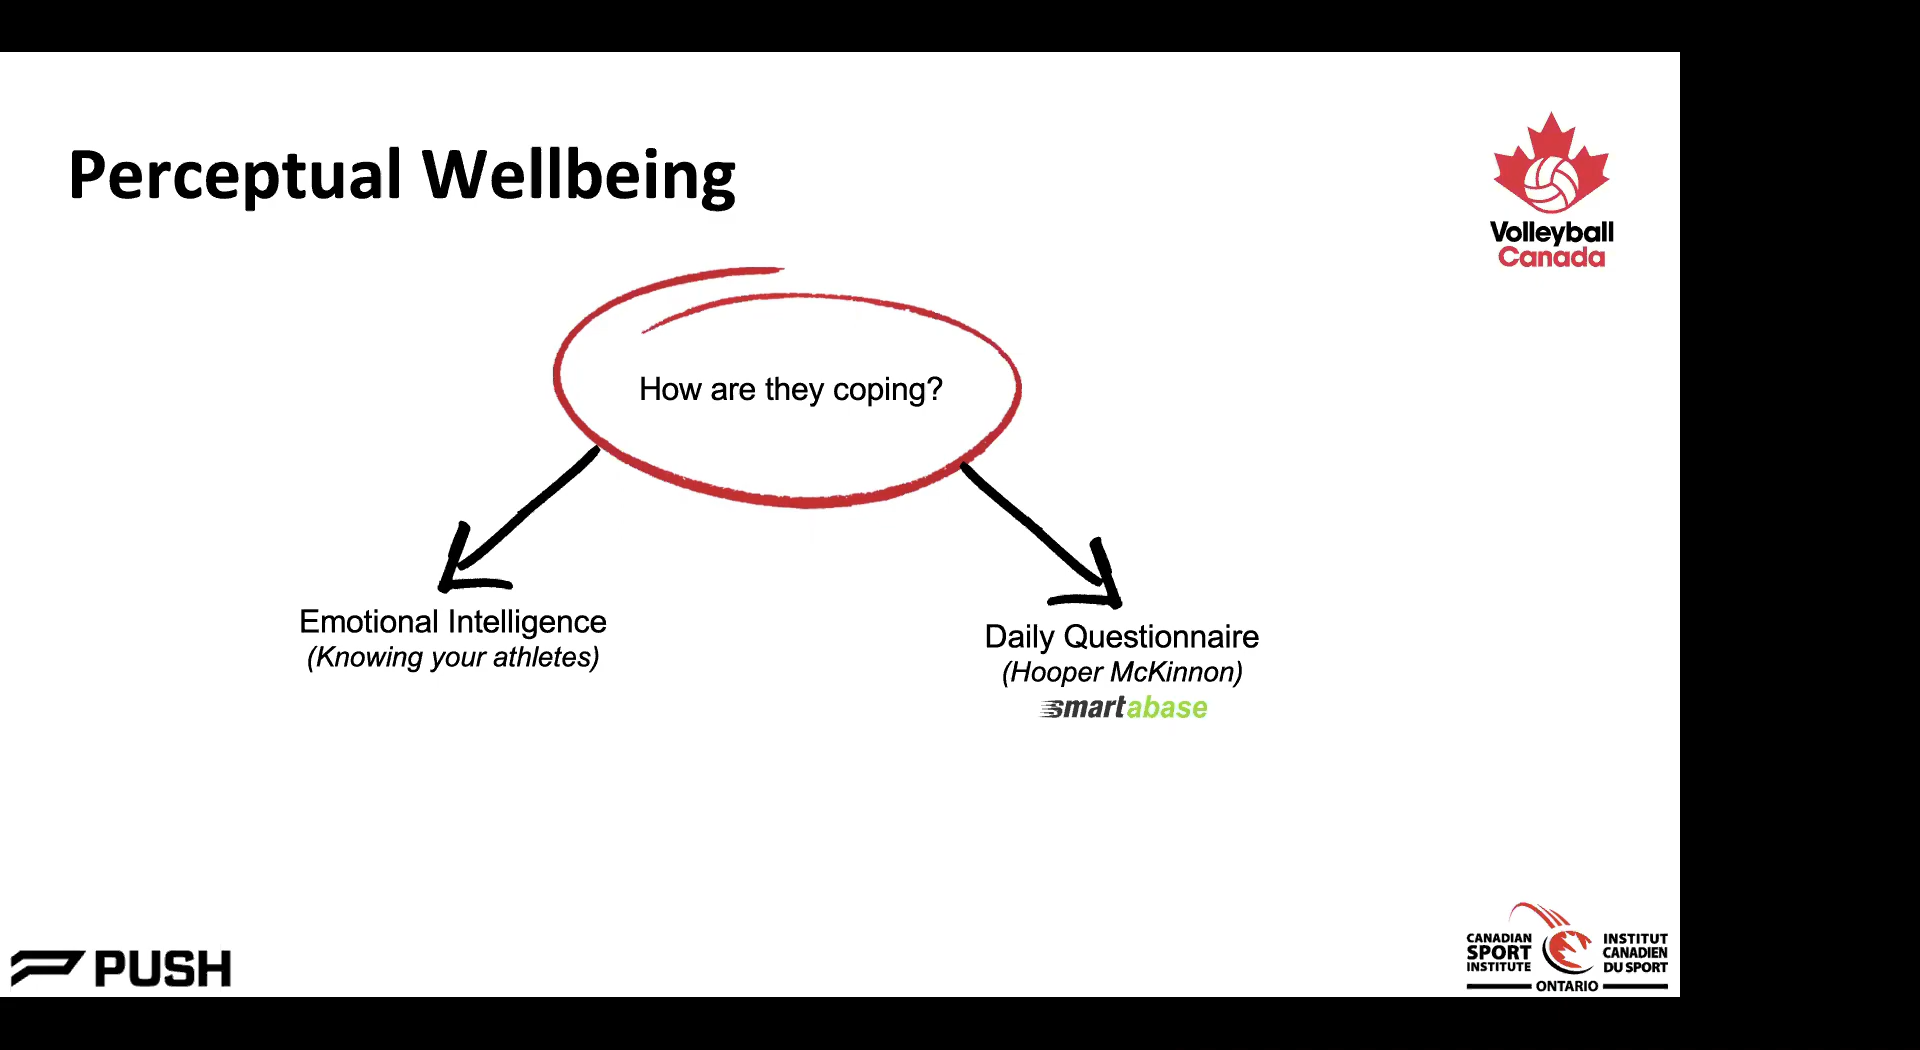 Perceptual Wellbeing
Volleyball
Canada
How are they coping?
Emotional Intelligence
(Knowing your athletes)
Daily Questionnaire
(Hooper McKinnon)
smartabase
PUSH
CANADIAN
SPORT
INSTITUTE
INSTITUT
CANADIEN
DU SPORT
ONTARIO